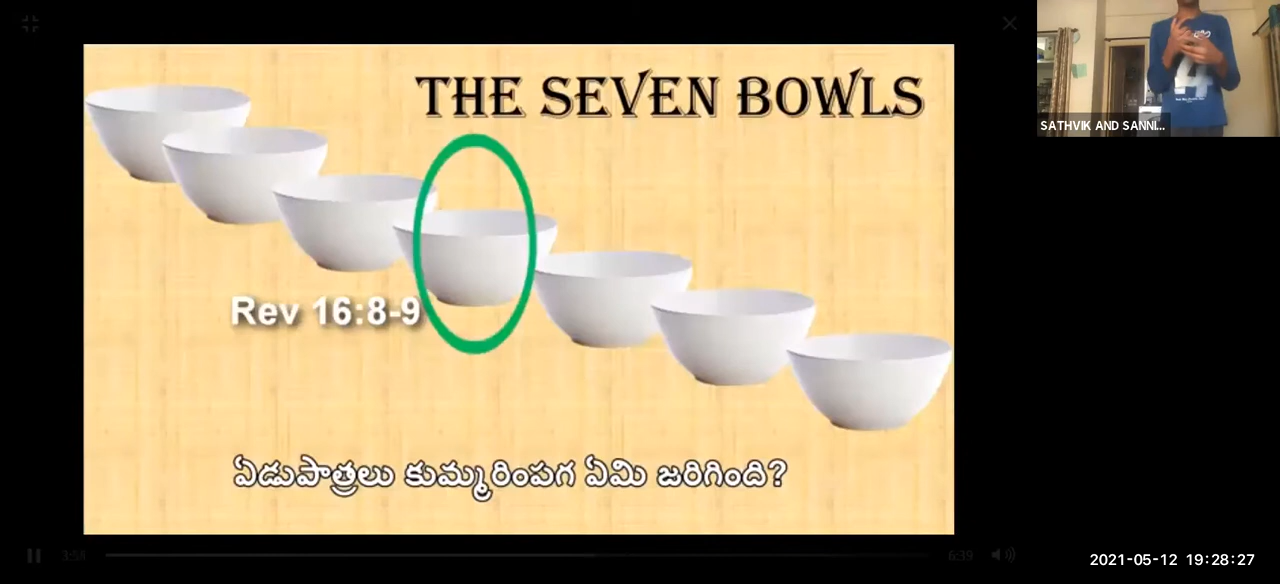 THE SEVEN BOWLS
SATHVIK AND SANNI...
Rev 16:8-9
ఏడుపాత్రలు కుమ్మరింపగ ఏమి జరిగింది?
3:58
6:39
2021-05-12 19:28:27